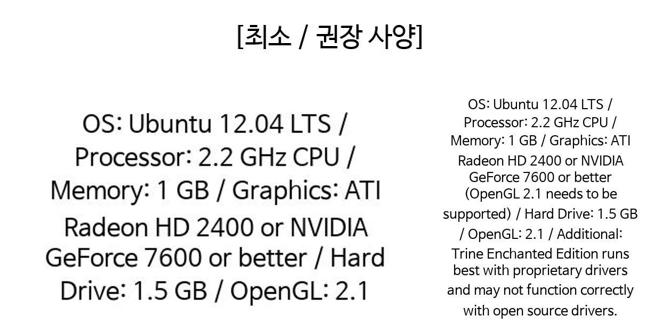 [최소 / 권장 사양]
OS: Ubuntu 12.04 LTS /
Processor: 2.2 GHz CPU /
Memory: 1 GB / Graphics: ATI
Radeon HD 2400 or NVIDIA
GeForce 7600 or better / Hard
Drive: 1.5 GB / OpenGL: 2.1
OS: Ubuntu 12.04 LTS /
Processor: 2.2 GHz CPU /
Memory: 1 GB / Graphics: ATI
Radeon HD 2400 or NVIDIA
GeForce 7600 or better
(OpenGL 2.1 needs to be
supported) / Hard Drive: 1.5 GB
/ OpenGL: 2.1 / Additional:
Trine Enchanted Edition runs
best with proprietary drivers
and may not function correctly
with open source drivers.